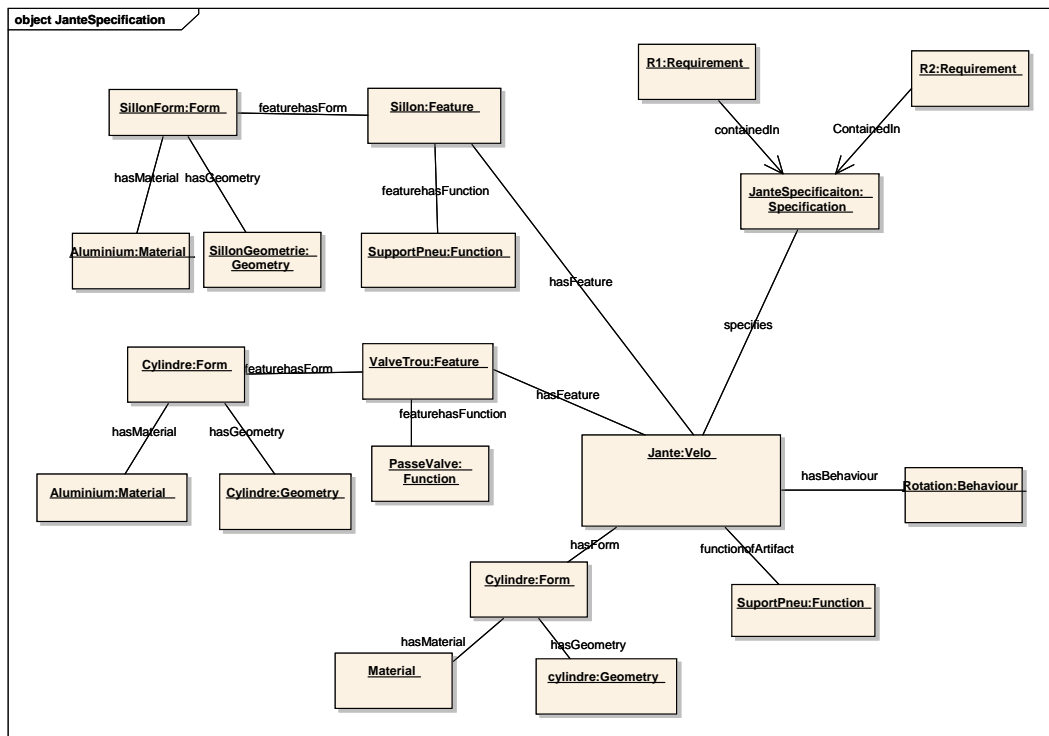 object JanteSpecification
R1:Requirement
R2:Requirement
SillonForm:Form
featurehasForm
Sillon:Feature
containedIn
ContainedIn
hasMaterial
hasGeometry
featurehasFunction
JanteSpecificaiton:
Specification
Aluminium:Material
SillonGeometrie:
Geometry
SupportPneu:Function
hasFeature
specifies
Cylindre:Form
featurehasForm
ValveTrou:Feature
hasFeature
hasMaterial
hasGeometry
featurehasFunction
Jante:Velo
PasseValve:
Function
hasBehaviour
Rotation:Behaviour
Aluminium:Material
Cylindre:Geometry
hasForm
functionofArtifact
Cylindre:Form
SuportPneu:Function
hasMaterial
hasGeometry
Material
cylindre:Geometry